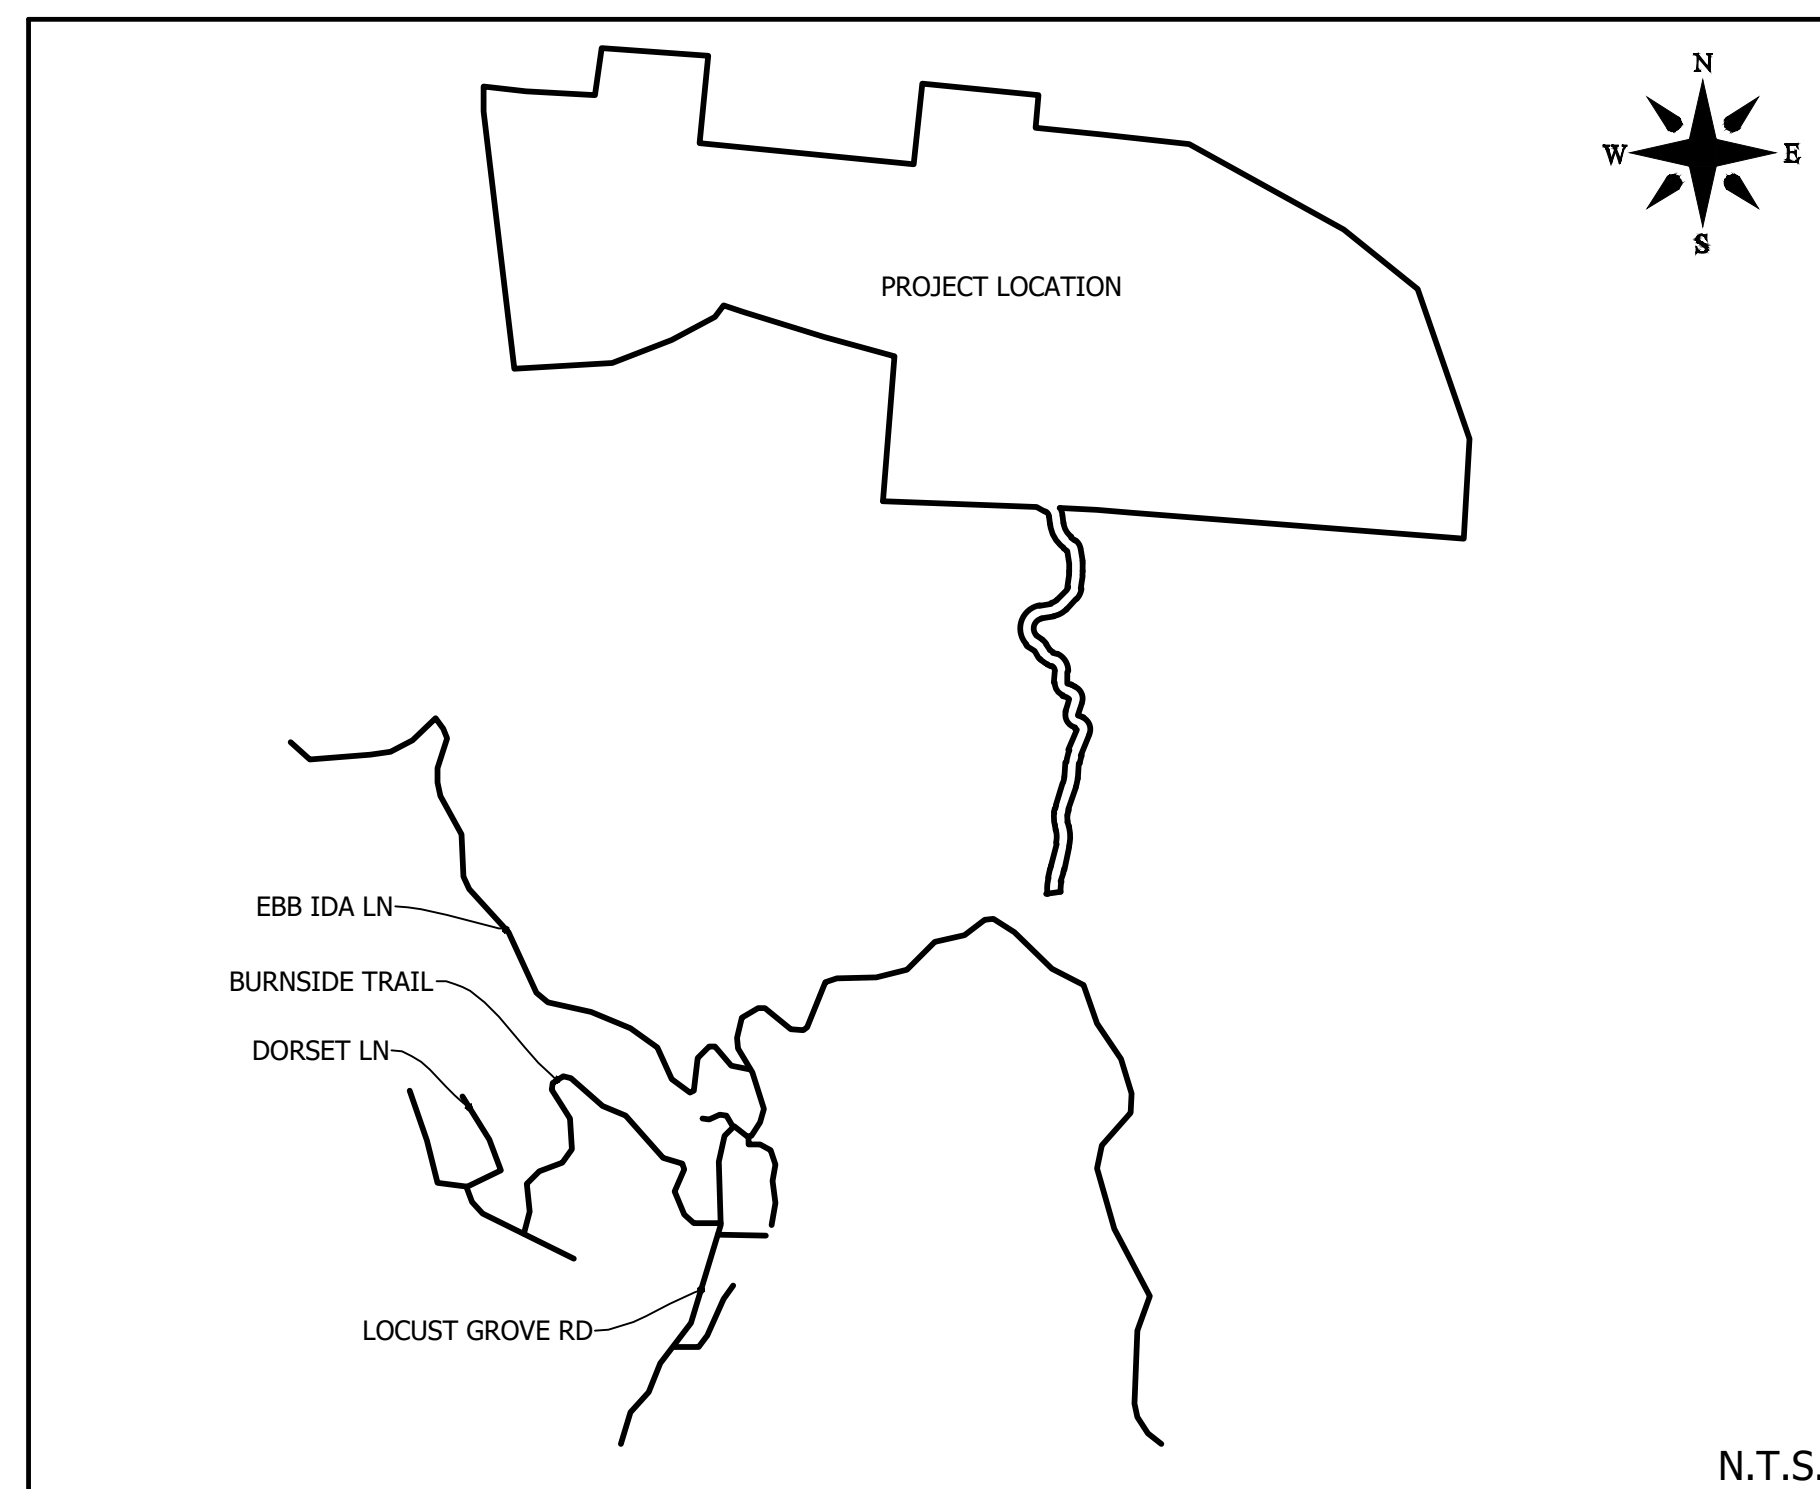 N
W E
S
PROJECT LOCATION
EBB IDA LN
BURNSIDE TRAIL
DORSET LN
LOCUST GROVE RD
N.T.S.